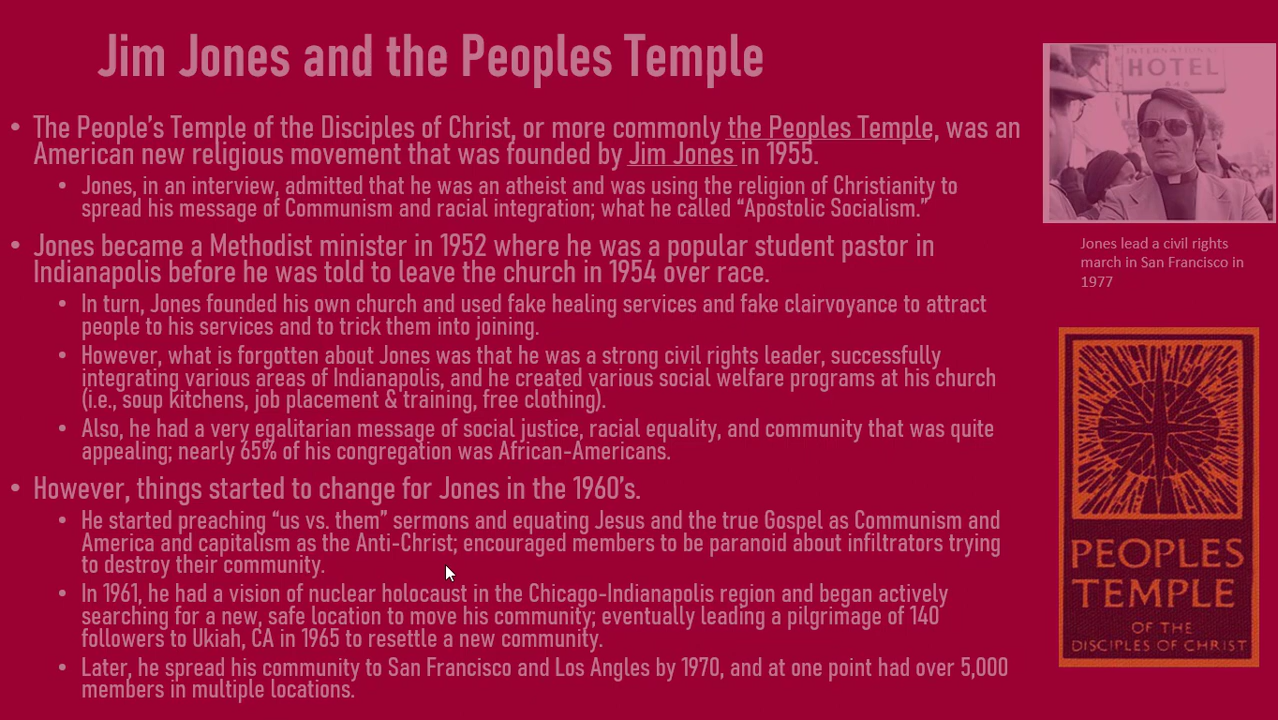 Jim Jones and the Peoples Temple
• The People's Temple of the Disciples of Christ, or more commonly the Peoples Temple, was an
American new religious movement that was founded by Jim Jones in 1955.
• Jones, in an interview, admitted that he was an atheist and was using the religion of Christianity to
spread his message of Communism and racial integration; what he called “Apostolic Socialism.”
• Jones became a Methodist minister in 1952 where he was a popular student pastor in
Indianapolis before he was told to leave the church in 1954 over race.
• In turn, Jones founded his own church and used fake healing services and fake clairvoyance to attract
people to his services and to trick them into joining.
• However, what is forgotten about Jones was that he was a strong civil rights leader, successfully
integrating various areas of Indianapolis, and he created various social welfare programs at his church
(i.e., soup kitchens, job placement & training, free clothing).
• Also, he had a very egalitarian message of social justice, racial equality, and community that was quite
appealing; nearly 65% of his congregation was African-Americans.
• However, things started to change for Jones in the 1960's.
• He started preaching “us vs. them” sermons and equating Jesus and the true Gospel as Communism and
America and capitalism as the Anti-Christ; encouraged members to be paranoid about infiltrators trying
to destroy their community.
• In 1961, he had a vision of nuclear holocaust in the Chicago-Indianapolis region and began actively
searching for a new, safe location to move his community; eventually leading a pilgrimage of 140
followers to Ukiah, CA in 1965 to resettle a new community.
• Later, he spread his community to San Francisco and Los Angles by 1970, and at one point had over 5,000
members in multiple locations.
INTERNATIONAL
HOTEL
Jones lead a civil rights
march in San Francisco in
1977
PEOPLES
TEMPLE
OF THE
DISCIPLES OF CHRIST